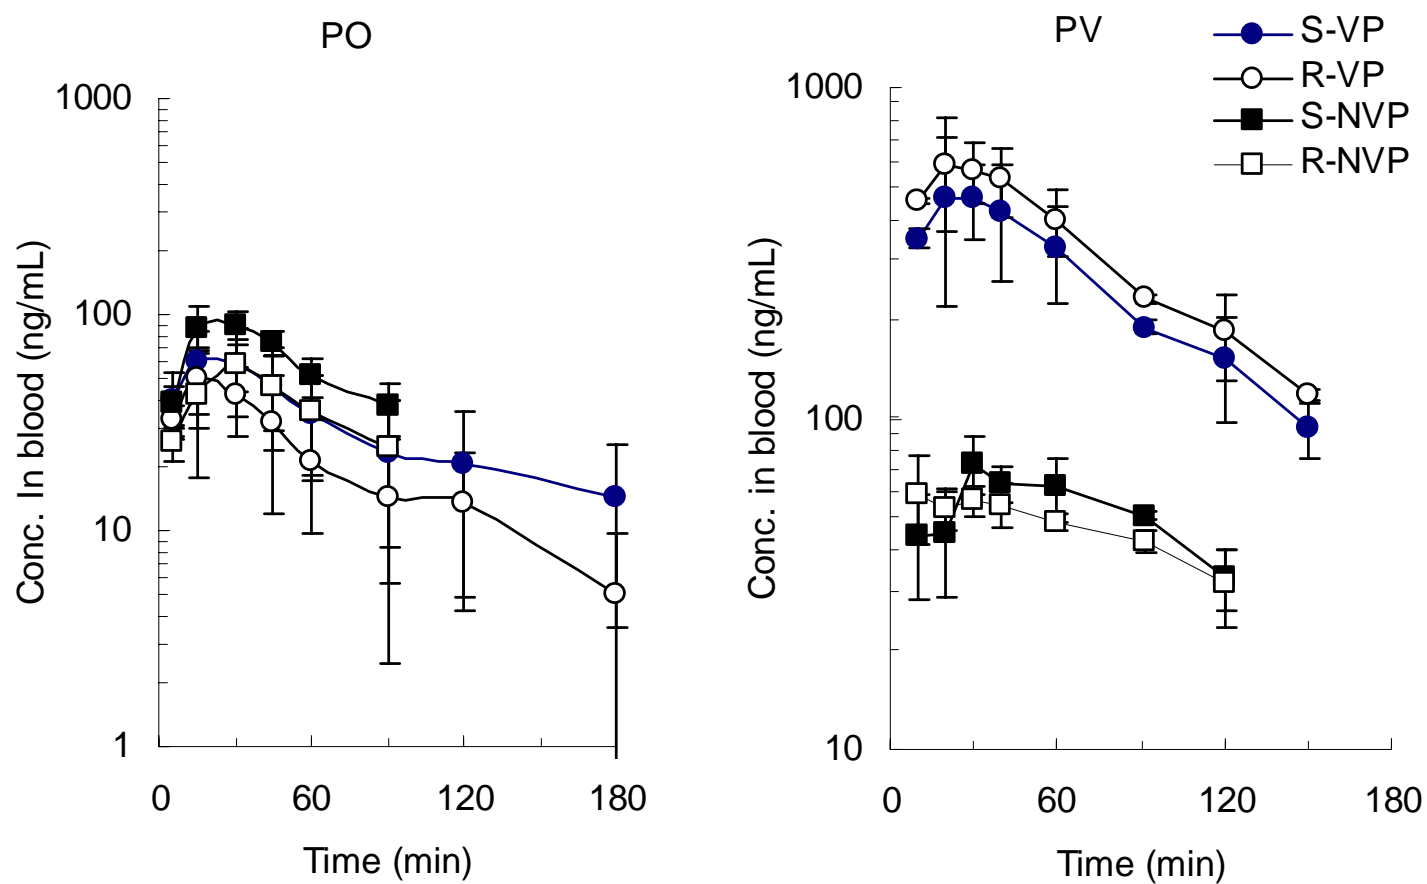 PO
1000
100
10
1
0
60
120
180
Time (min)
Conc. In blood (ng/mL)
PV
S-VP
R-VP
S-NVP
R-NVP
1000
100
10
0
60
120
180
Time (min)
Conc. in blood (ng/mL)